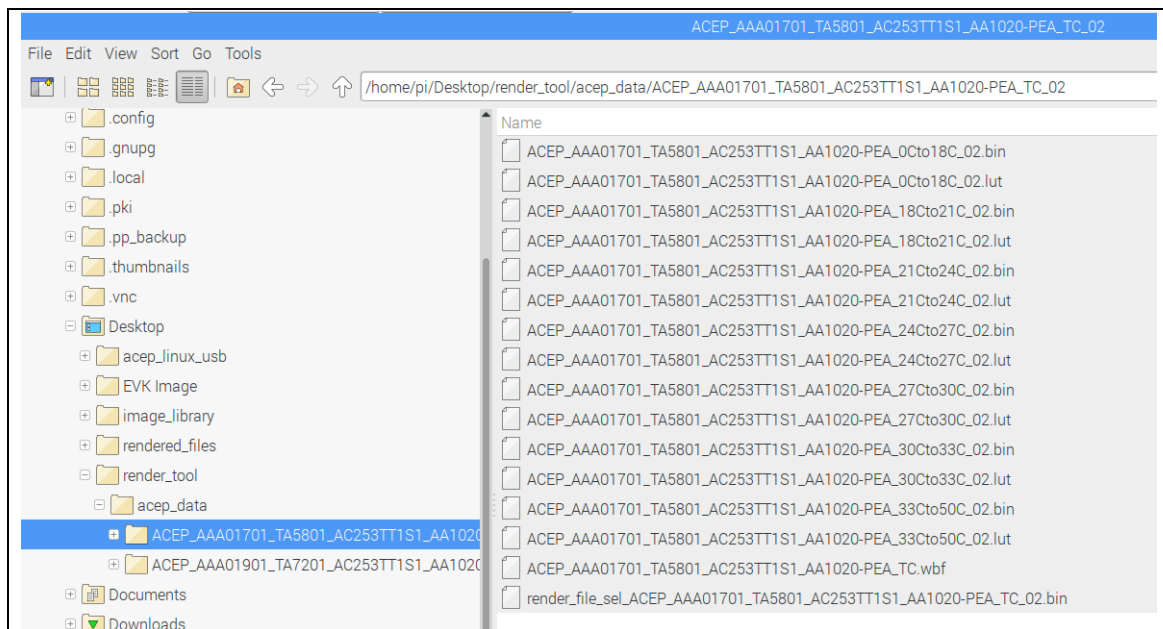 ACEP_AAA01701_TA5801_AC253TT1S1_AA1020-PEA_TC_02
File Edit View Sort Go Tools
/home/pi/Desktop/render_tool/acep_data/ACEP_AAA01701_TA5801_AC253TT1S1_AA1020-PEA_TC_02
.config
.gnupg
.local
.pki
.pp_backup
.thumbnails
.vnc
Desktop
acep_linux_usb
EVK Image
image_library
rendered_files
render_tool
acep_data
ACEP_AAA01701_TA5801_AC253TT1S1_AA1020
ACEP_AAA01901_TA7201_AC253TT1S1_AA1020
Documents
Downloads
Name
ACEP_AAA01701_TA5801_AC253TT1S1_AA1020-PEA_0Cto18C_02.bin
ACEP_AAA01701_TA5801_AC253TT1S1_AA1020-PEA_0Cto18C_02.lut
ACEP_AAA01701_TA5801_AC253TT1S1_AA1020-PEA_18Cto21C_02.bin
ACEP_AAA01701_TA5801_AC253TT1S1_AA1020-PEA_18Cto21C_02.lut
ACEP_AAA01701_TA5801_AC253TT1S1_AA1020-PEA_21Cto24C_02.bin
ACEP_AAA01701_TA5801_AC253TT1S1_AA1020-PEA_21Cto24C_02.lut
ACEP_AAA01701_TA5801_AC253TT1S1_AA1020-PEA_24Cto27C_02.bin
ACEP_AAA01701_TA5801_AC253TT1S1_AA1020-PEA_24Cto27C_02.lut
ACEP_AAA01701_TA5801_AC253TT1S1_AA1020-PEA_27Cto30C_02.bin
ACEP_AAA01701_TA5801_AC253TT1S1_AA1020-PEA_27Cto30C_02.lut
ACEP_AAA01701_TA5801_AC253TT1S1_AA1020-PEA_30Cto33C_02.bin
ACEP_AAA01701_TA5801_AC253TT1S1_AA1020-PEA_30Cto33C_02.lut
ACEP_AAA01701_TA5801_AC253TT1S1_AA1020-PEA_33Cto50C_02.bin
ACEP_AAA01701_TA5801_AC253TT1S1_AA1020-PEA_33Cto50C_02.lut
ACEP_AAA01701_TA5801_AC253TT1S1_AA1020-PEA_TC.wbf
render_file_sel_ACEP_AAA01701_TA5801_AC253TT1S1_AA1020-PEA_TC_02.bin